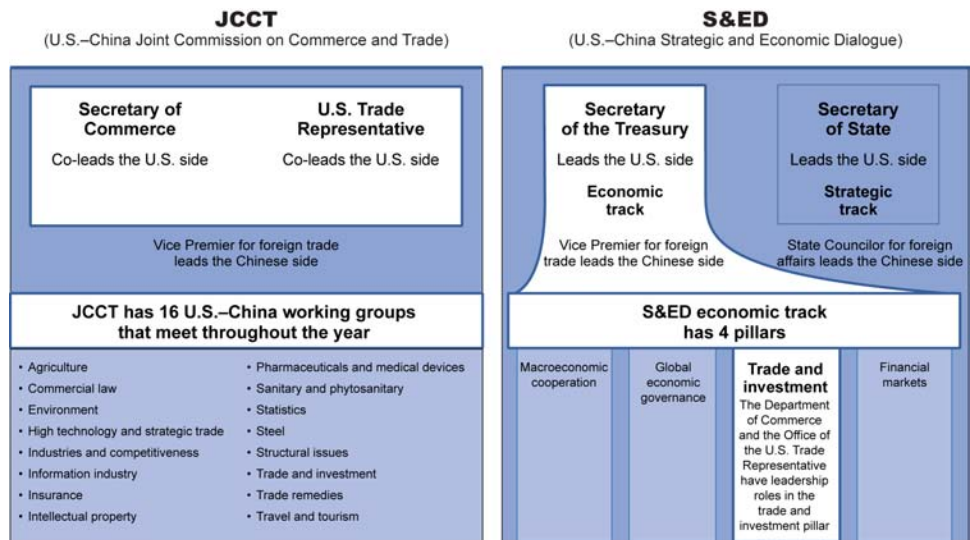 JCCT
(U.S.–China Joint Commission on Commerce and Trade)
Secretary of
Commerce
Co-leads the U.S. side
U.S. Trade
Representative
Co-leads the U.S. side
Vice Premier for foreign trade
leads the Chinese side
JCCT has 16 U.S.–China working groups
that meet throughout the year
• Agriculture
• Commercial law
• Environment
• High technology and strategic trade
• Industries and competitiveness
• Information industry
• Insurance
• Intellectual property
• Pharmaceuticals and medical devices
• Sanitary and phytosanitary
• Statistics
• Steel
• Structural issues
• Trade and investment
• Trade remedies
• Travel and tourism
S&ED
(U.S.–China Strategic and Economic Dialogue)
Secretary
of the Treasury
Leads the U.S. side
Economic
track
Vice Premier for foreign
trade leads the Chinese side
Secretary
of State
Leads the U.S. side
Strategic
track
State Councilor for foreign
affairs leads the Chinese side
S&ED economic track
has 4 pillars
Macroeconomic
cooperation
Global
economic
governance
Trade and
investment
The Department
of Commerce
and the Office of
the U.S. Trade
Representative
have leadership
roles in the
trade and
investment pillar
Financial
markets